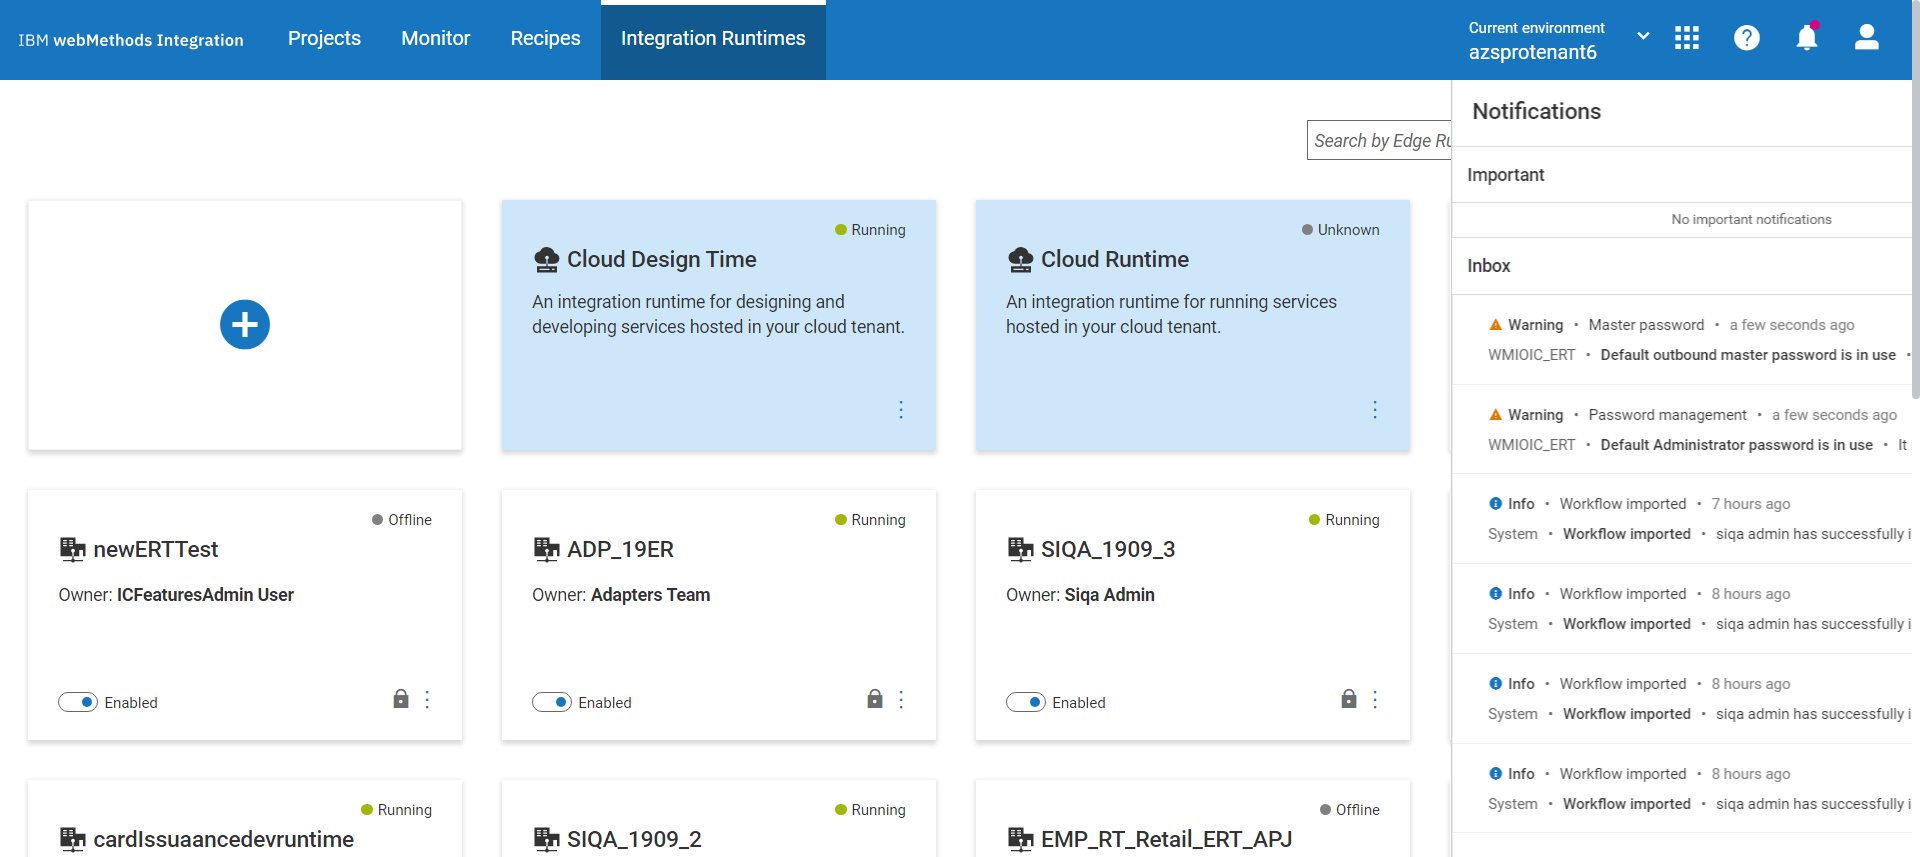 IBM webMethods Integration
Projects
Monitor
Recipes
Integration Runtimes
Current environment
azsprotenant6
Search by Edge Ru
Running
Cloud Design Time
An integration runtime for designing and
developing services hosted in your cloud tenant.
Unknown
Cloud Runtime
An integration runtime for running services
hosted in your cloud tenant.
Offline
newERTTest
Owner: ICFeaturesAdmin User
Enabled
Running
ADP_19ER
Owner: Adapters Team
Enabled
Running
SIQA_1909_3
Owner: Siqa Admin
Enabled
Running
cardIssuaancedevruntime
Running
SIQA_1909_2
Offline
EMP_RT_Retail_ERT_APJ
Notifications
Important
No important notifications
Inbox
Warning • Master password • a few seconds ago
WMIOIC_ERT • Default outbound master password is in use •
Warning • Password management • a few seconds ago
WMIOIC_ERT • Default Administrator password is in use • It
Info • Workflow imported • 7 hours ago
System • Workflow imported • siqa admin has successfully i
Info • Workflow imported • 8 hours ago
System • Workflow imported • siqa admin has successfully i
Info • Workflow imported • 8 hours ago
System • Workflow imported • siqa admin has successfully i
Info • Workflow imported • 8 hours ago
System • Workflow imported • siqa admin has successfully i